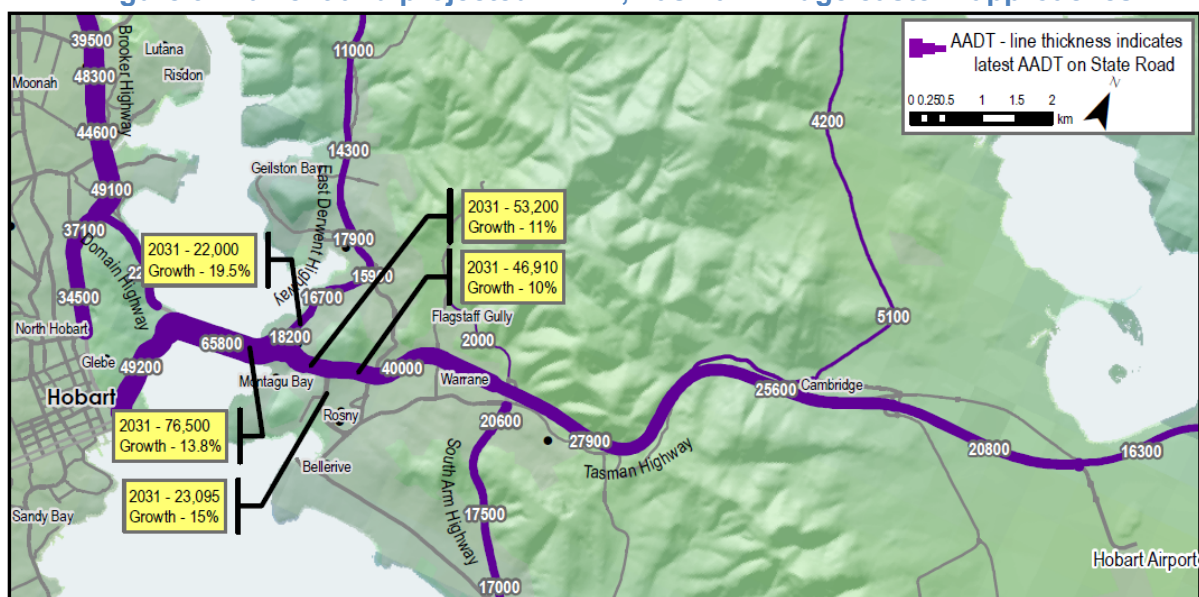 39500
Lutana
Brooker Highway
Moonah
48300
Risdon
44600
49100
37100
Domain Highway
34500
North Hobart
Glebe
49200
Hobart
Sandy Bay
11000
14300
Geilston Bay
East Derwent Highway
17900
16700
18200
65800
Montagu Bay
Rosny
Bellerive
40000
Warrane
Flagstaff Gully
2000
20600
South Arm Highway
17500
17000
27900
Tasman Highway
25600
Cambridge
4200
5100
20800
16300
Hobart Airport
2031 - 22,000
Growth - 19.5%
2031 - 53,200
Growth - 11%
2031 - 46,910
Growth - 10%
2031 - 76,500
Growth - 13.8%
2031 - 23,095
Growth - 15%
AADT - line thickness indicates
latest AADT on State Road
N
0 0.25 0.5 1 1.5 2
km